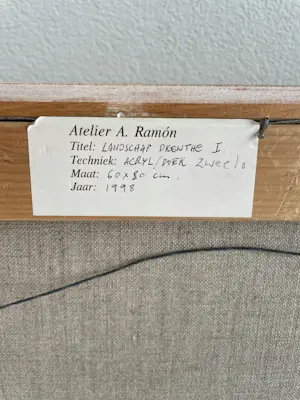 Atelier A. Ramón
Titel: LANDSCHAP DRENTHE I.
Techniek: ACRYL/DOEK Zweelo
Maat: 60x80 cm.
Jaar: 1998